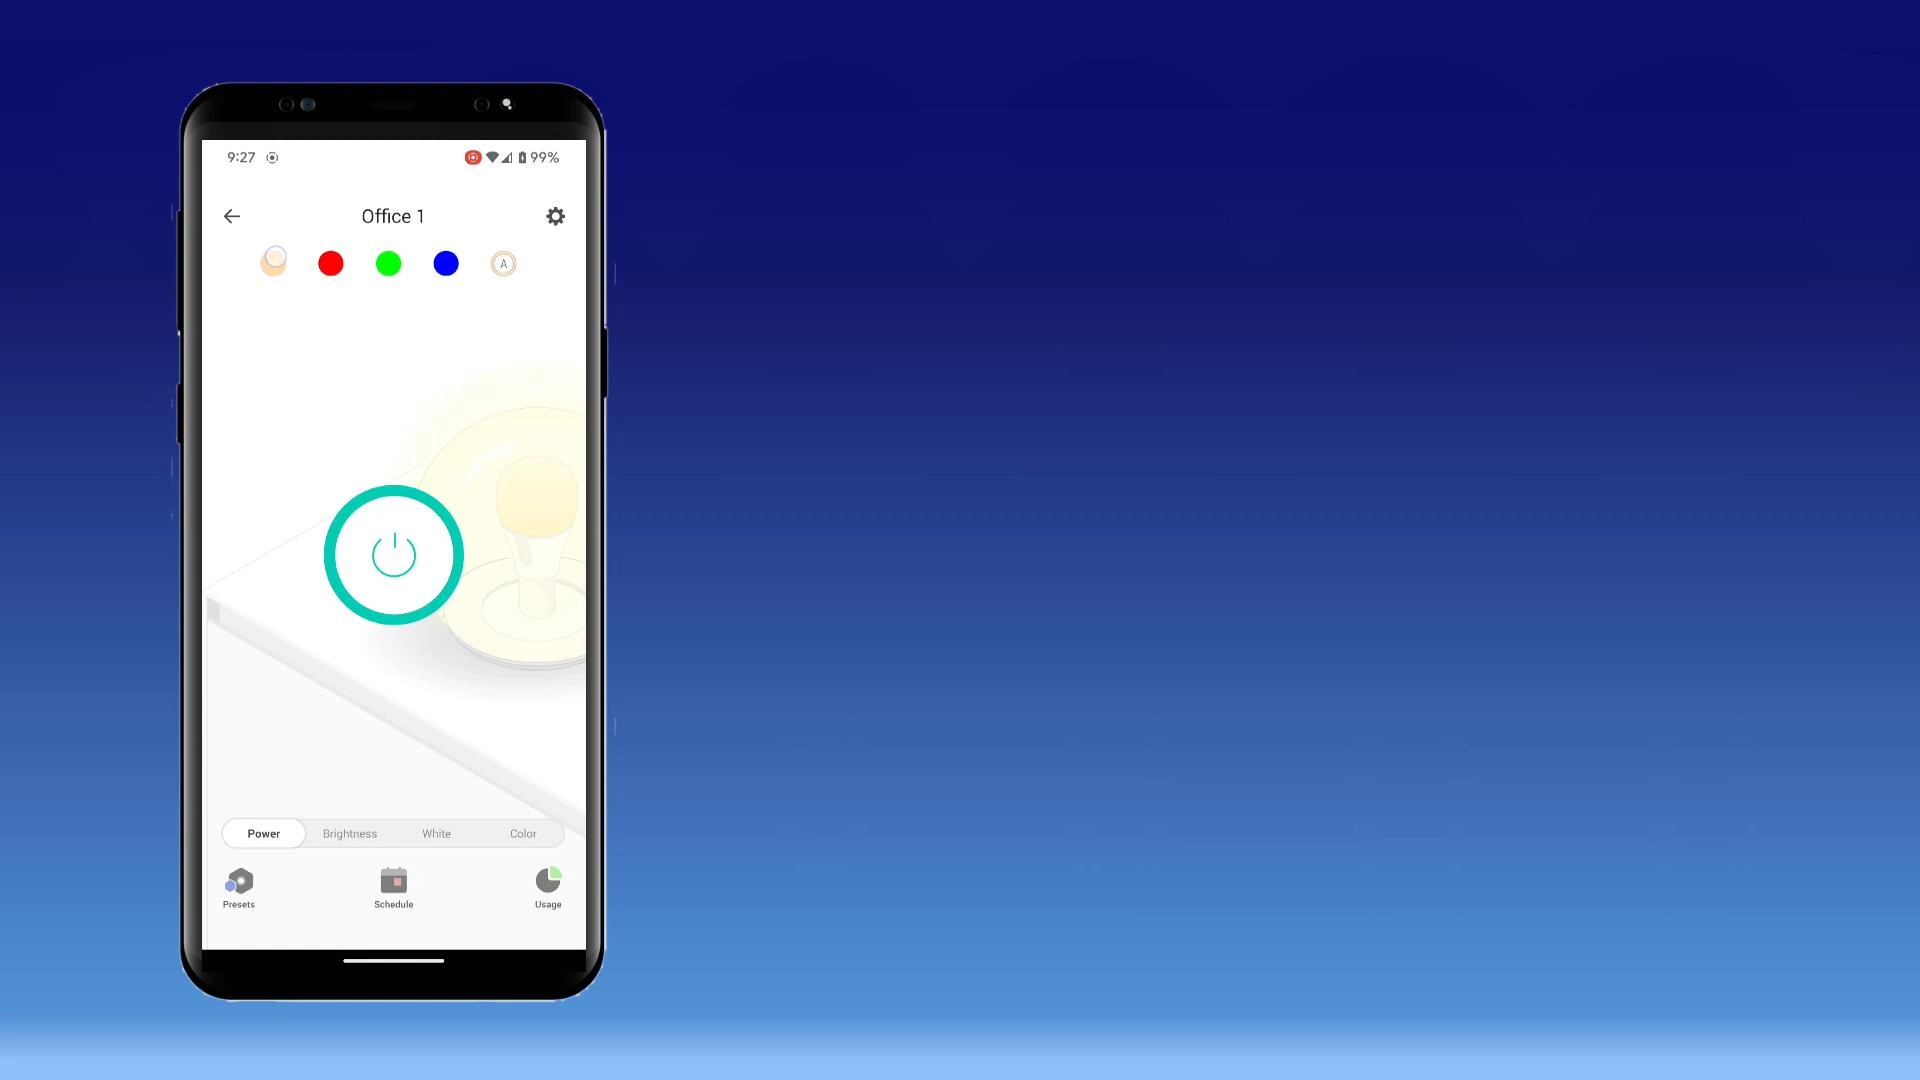 9:27 99%
Office 1
A
Power Brightness White Color
Presets Schedule Usage